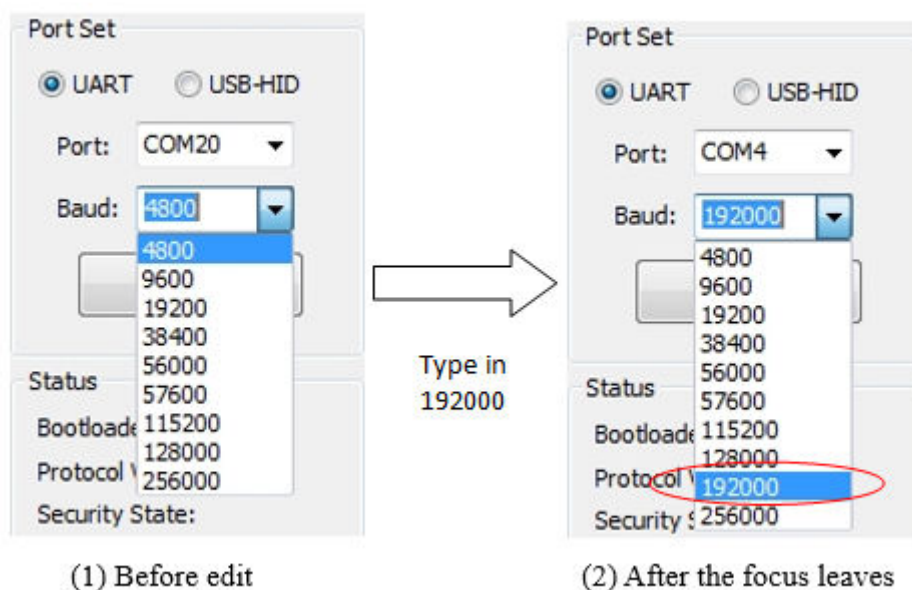 Port Set
UART USB-HID
Port: COM20
Baud: 4800
4800
9600
19200
38400
56000
57600
115200
128000
256000
Status
Bootloade
Protocol V
Security State:
(1) Before edit
Type in
192000
Port Set
UART USB-HID
Port: COM4
Baud: 192000
4800
9600
19200
38400
56000
57600
115200
128000
192000
256000
Status
Bootloade
Protocol V
Security S
(2) After the focus leaves